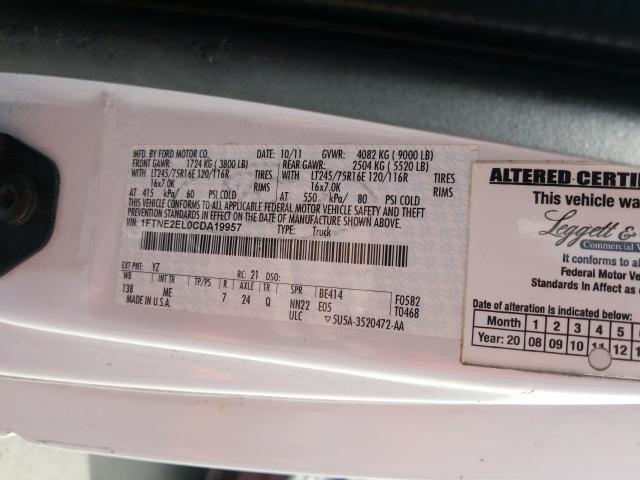 MFD. BY FORD MOTOR CO. DATE: 10/11 GVWR: 4082 KG ( 9000 LB)
FRONT GAWR: 1724 KG ( 3800 LB) REAR GAWR: 2504 KG ( 5520 LB)
WITH LT245/75R16E 120/116R TIRES WITH LT245/75R16E 120/116R TIRES
16x7.0K RIMS 16x7.0K RIMS
AT 415 kPa/ 60 PSI COLD AT 550 kPa/ 80 PSI COLD
THIS VEHICLE CONFORMS TO ALL APPLICABLE FEDERAL MOTOR VEHICLE SAFETY AND THEFT
PREVENTION STANDARDS IN EFFECT ON THE DATE OF MANUFACTURE SHOWN ABOVE.
VIN: 1FTNE2EL0CDA19957 TYPE: Truck
EXT PNT: YZ RC: 21 DSO:
WB INT TR TP/PS R AXLE TR SPR BE414 F0582
138 ME 7 24 Q NN22 E05 T0468
MADE IN U.S.A. ULC ▽5U5A-3520472-AA
ALTERED CERTIF
This vehicle wa
Leggett &
Commercial V
It conforms to al
Federal Motor Veh
Standards In Affect as
Date of alteration is indicated below:
Month 1 2 3 4 5 6
Year: 20 08 09 10 11 12 1